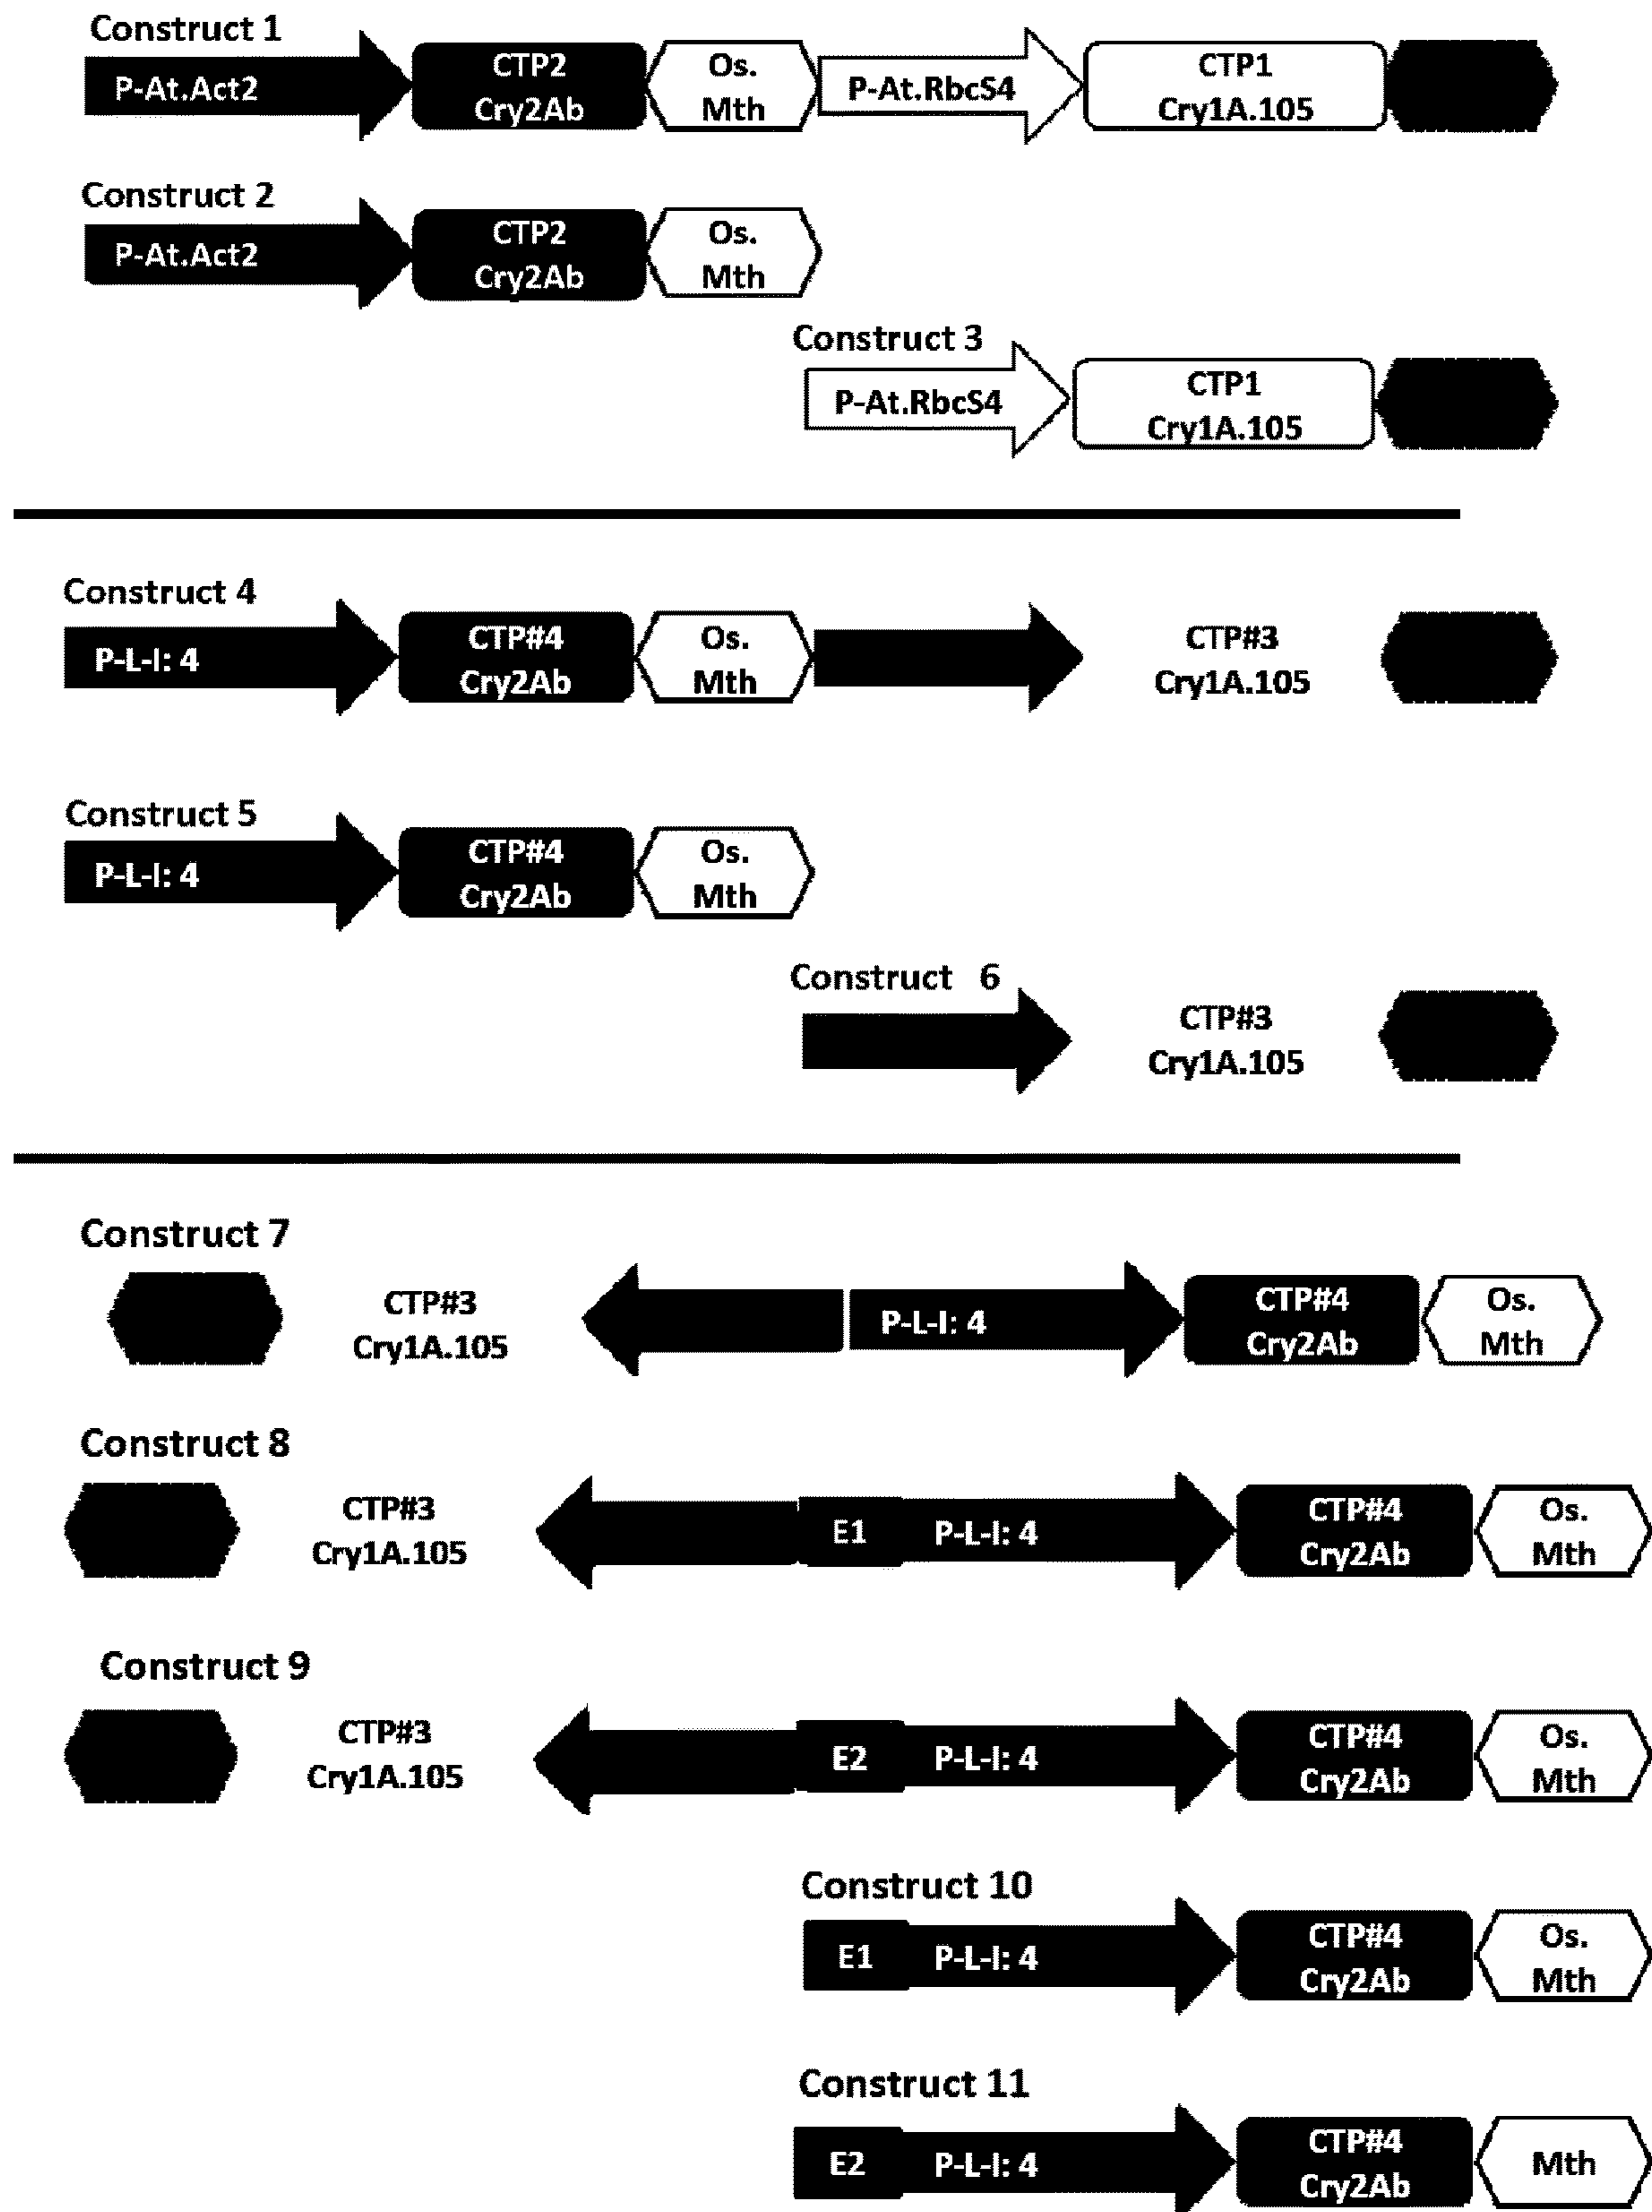 Construct 1
P-At.Act2
CTP2
Cry2Ab
Os.
Mth
P-At.RbcS4
CTP1
Cry1A.105
Construct 2
P-At.Act2
CTP2
Cry2Ab
Os.
Mth
Construct 3
P-At.RbcS4
CTP1
Cry1A.105
Construct 4
P-L-I: 4
CTP#4
Cry2Ab
Os.
Mth
CTP#3
Cry1A.105
Construct 5
P-L-I: 4
CTP#4
Cry2Ab
Os.
Mth
Construct 6
CTP#3
Cry1A.105
Construct 7
CTP#3
Cry1A.105
P-L-I: 4
CTP#4
Cry2Ab
Os.
Mth
Construct 8
CTP#3
Cry1A.105
E1
P-L-I: 4
CTP#4
Cry2Ab
Os.
Mth
Construct 9
CTP#3
Cry1A.105
E2
P-L-I: 4
CTP#4
Cry2Ab
Os.
Mth
Construct 10
E1
P-L-I: 4
CTP#4
Cry2Ab
Os.
Mth
Construct 11
E2
P-L-I: 4
CTP#4
Cry2Ab
Mth